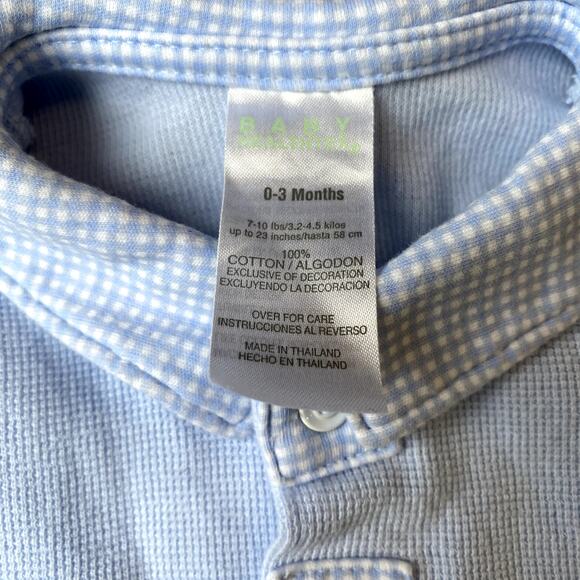 BABY
0-3 Months
7-10 lbs/3.2-4.5 kilos
up to 23 inches/hasta 58 cm
100%
COTTON / ALGODON
EXCLUSIVE OF DECORATION
EXCLUYENDO LA DECORACION
OVER FOR CARE
INSTRUCCIONES AL REVERSO
MADE IN THAILAND
HECHO EN THAILAND